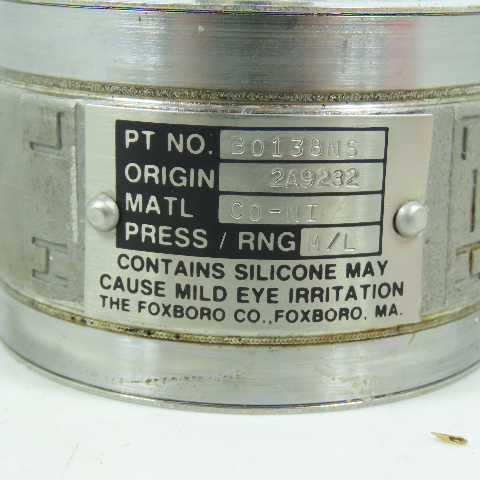 PT NO. B0138NS
ORIGIN 2A9232
MATL CO-NI
PRESS / RNG M/L
CONTAINS SILICONE MAY
CAUSE MILD EYE IRRITATION
THE FOXBORO CO., FOXBORO, MA.
L
H